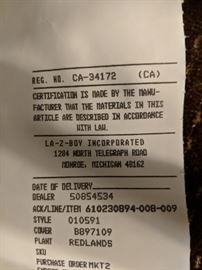 REG. NO. CA-34172 (CA)
CERTIFICATION IS MADE BY THE MANU-
FACTURER THAT THE MATERIALS IN THIS
ARTICLE ARE DESCRIBED IN ACCORDANCE
WITH LAW.
LA-Z-BOY INCORPORATED
1284 NORTH TELEGRAPH ROAD
MONROE, MICHIGAN 48162
DATE OF DELIVERY
DEALER 50854534
ACK/LINE/ITEM 610230894-008-009
STYLE 010591
COVER B897109
PLANT REDLANDS
SKU
PURCHASE ORDER MKT2